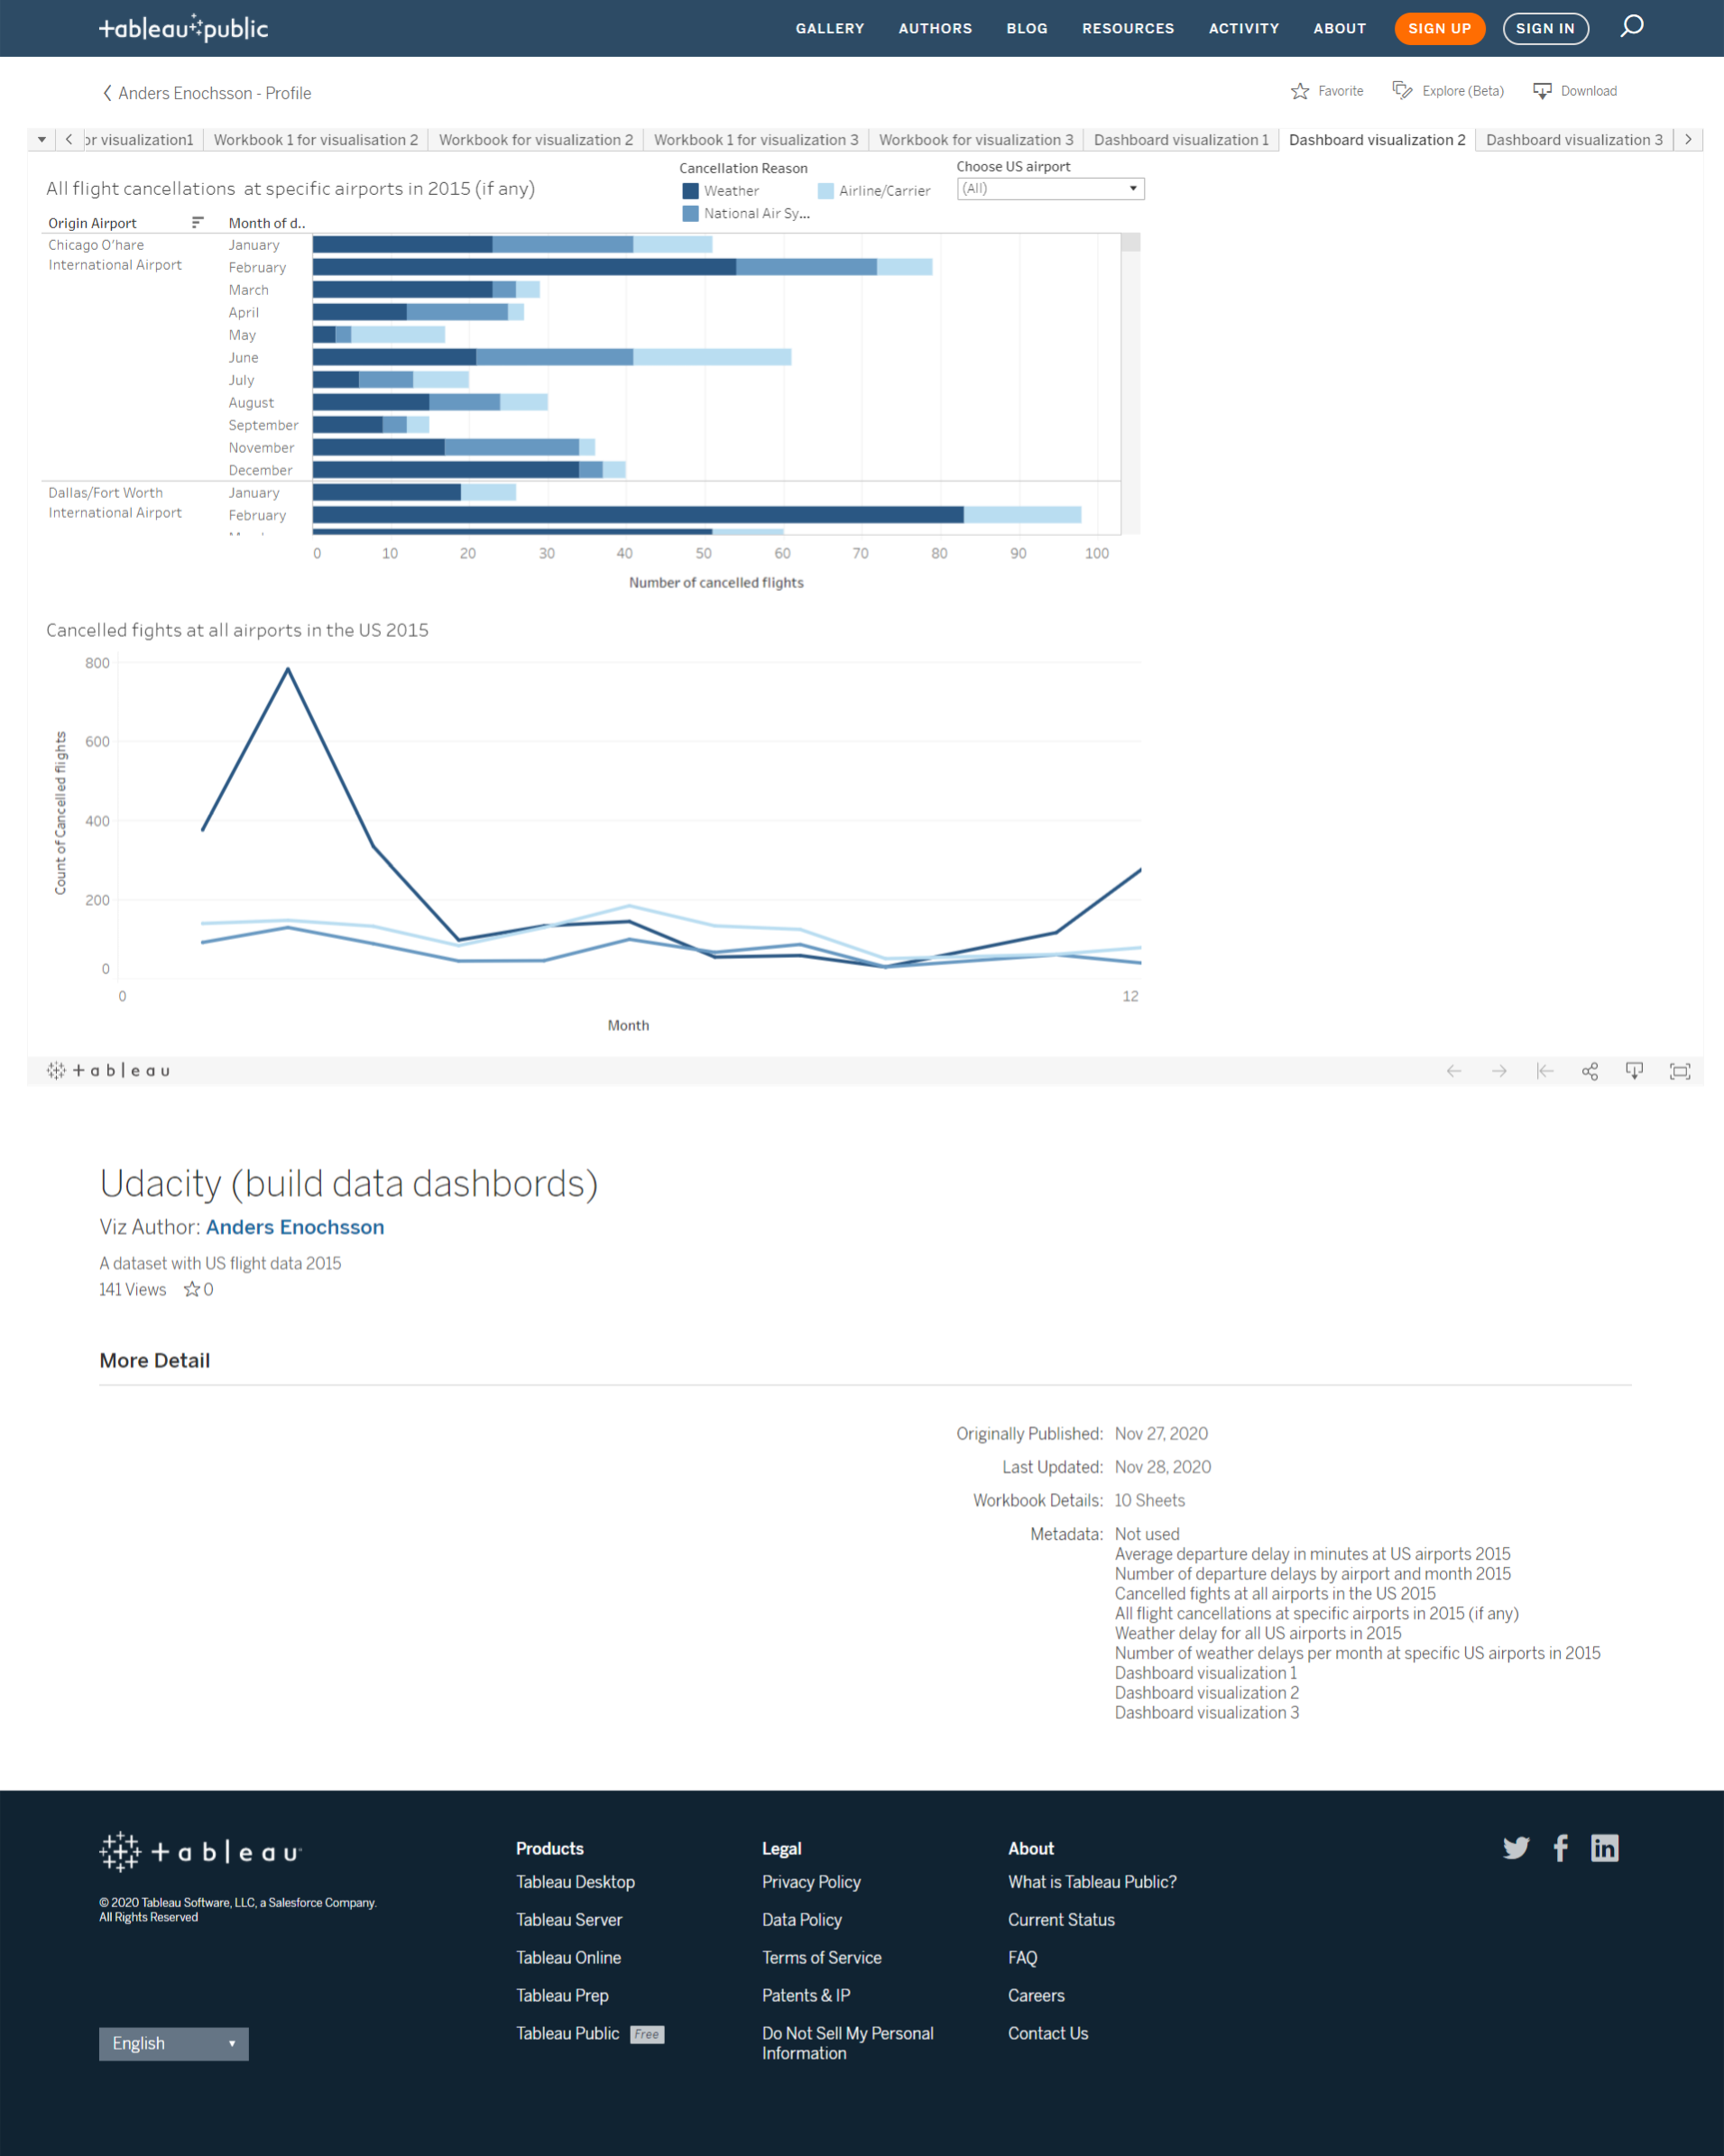 +ableau public
GALLERY AUTHORS BLOG RESOURCES ACTIVITY ABOUT SIGN UP SIGN IN
Anders Enochsson - Profile
Favorite Explore (Beta) Download
or visualization1 Workbook 1 for visualisation 2 Workbook for visualization 2 Workbook 1 for visualization 3 Workbook for visualization 3 Dashboard visualization 1 Dashboard visualization 2 Dashboard visualization 3
All flight cancellations at specific airports in 2015 (if any)
Cancellation Reason
Weather Airline/Carrier
National Air Sy...
Choose US airport
(All)
Origin Airport Month of d..
Chicago O'hare
International Airport
January
February
March
April
May
June
July
August
September
November
December
Dallas/Fort Worth
International Airport
January
February
0 10 20 30 40 50 60 70 80 90 100
Number of cancelled flights
Cancelled fights at all airports in the US 2015
Count of Cancelled flights
800
600
400
200
0
0 12
Month
+ableau
Udacity (build data dashbords)
Viz Author: Anders Enochsson
A dataset with US flight data 2015
141 Views 0
More Detail
Originally Published: Nov 27, 2020
Last Updated: Nov 28, 2020
Workbook Details: 10 Sheets
Metadata: Not used
Average departure delay in minutes at US airports 2015
Number of departure delays by airport and month 2015
Cancelled fights at all airports in the US 2015
All flight cancellations at specific airports in 2015 (if any)
Weather delay for all US airports in 2015
Number of weather delays per month at specific US airports in 2015
Dashboard visualization 1
Dashboard visualization 2
Dashboard visualization 3
+ableau
© 2020 Tableau Software, LLC, a Salesforce Company.
All Rights Reserved
English
Products
Tableau Desktop
Tableau Server
Tableau Online
Tableau Prep
Tableau Public Free
Legal
Privacy Policy
Data Policy
Terms of Service
Patents & IP
Do Not Sell My Personal
Information
About
What is Tableau Public?
Current Status
FAQ
Careers
Contact Us